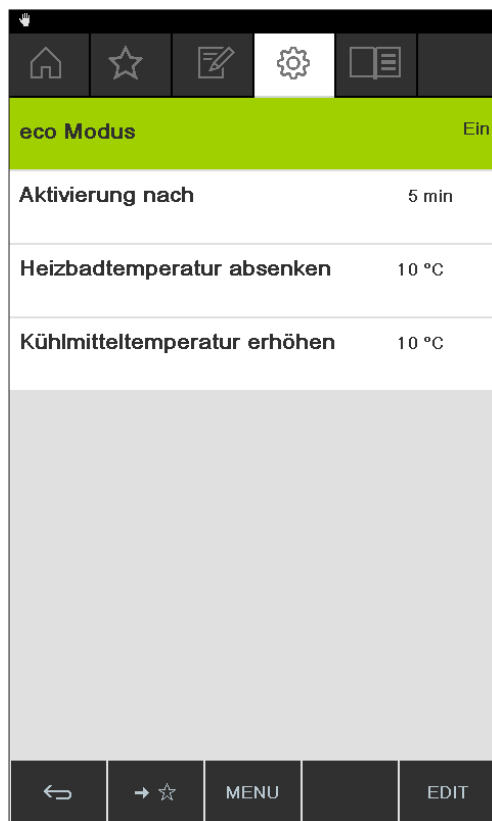 eco Modus Ein
Aktivierung nach 5 min
Heizbadtemperatur absenken 10 °C
Kühlmitteltemperatur erhöhen 10 °C
MENU EDIT